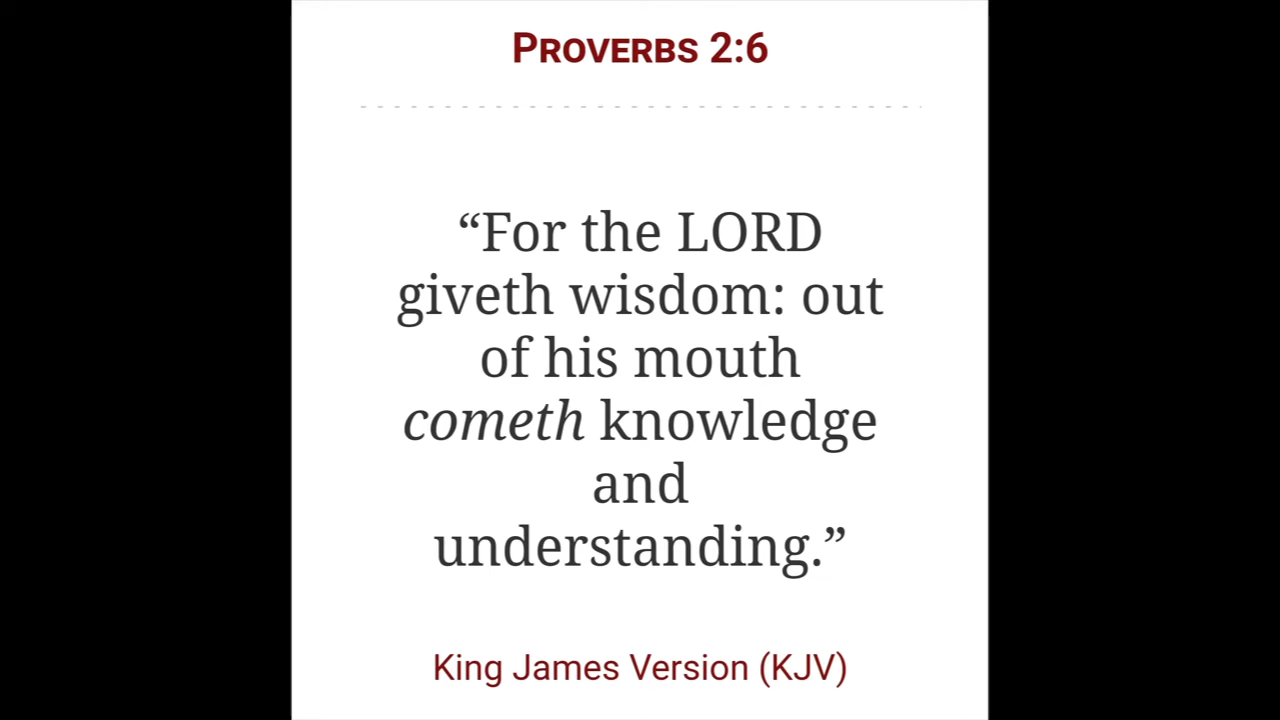 PROVERBS 2:6
“For the LORD
giveth wisdom: out
of his mouth
cometh knowledge
and
understanding.”
King James Version (KJV)